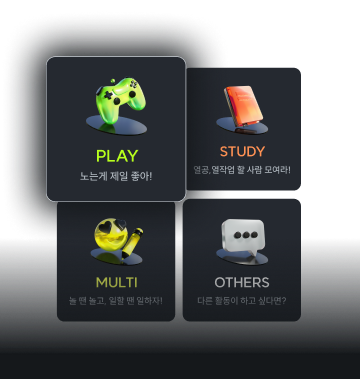 PLAY
노는게 제일 좋아!
STUDY
열공,열작업 할 사람 모여라!
MULTI
놀 땐 놀고, 일할 땐 일하자!
OTHERS
다른 활동이 하고 싶다면?